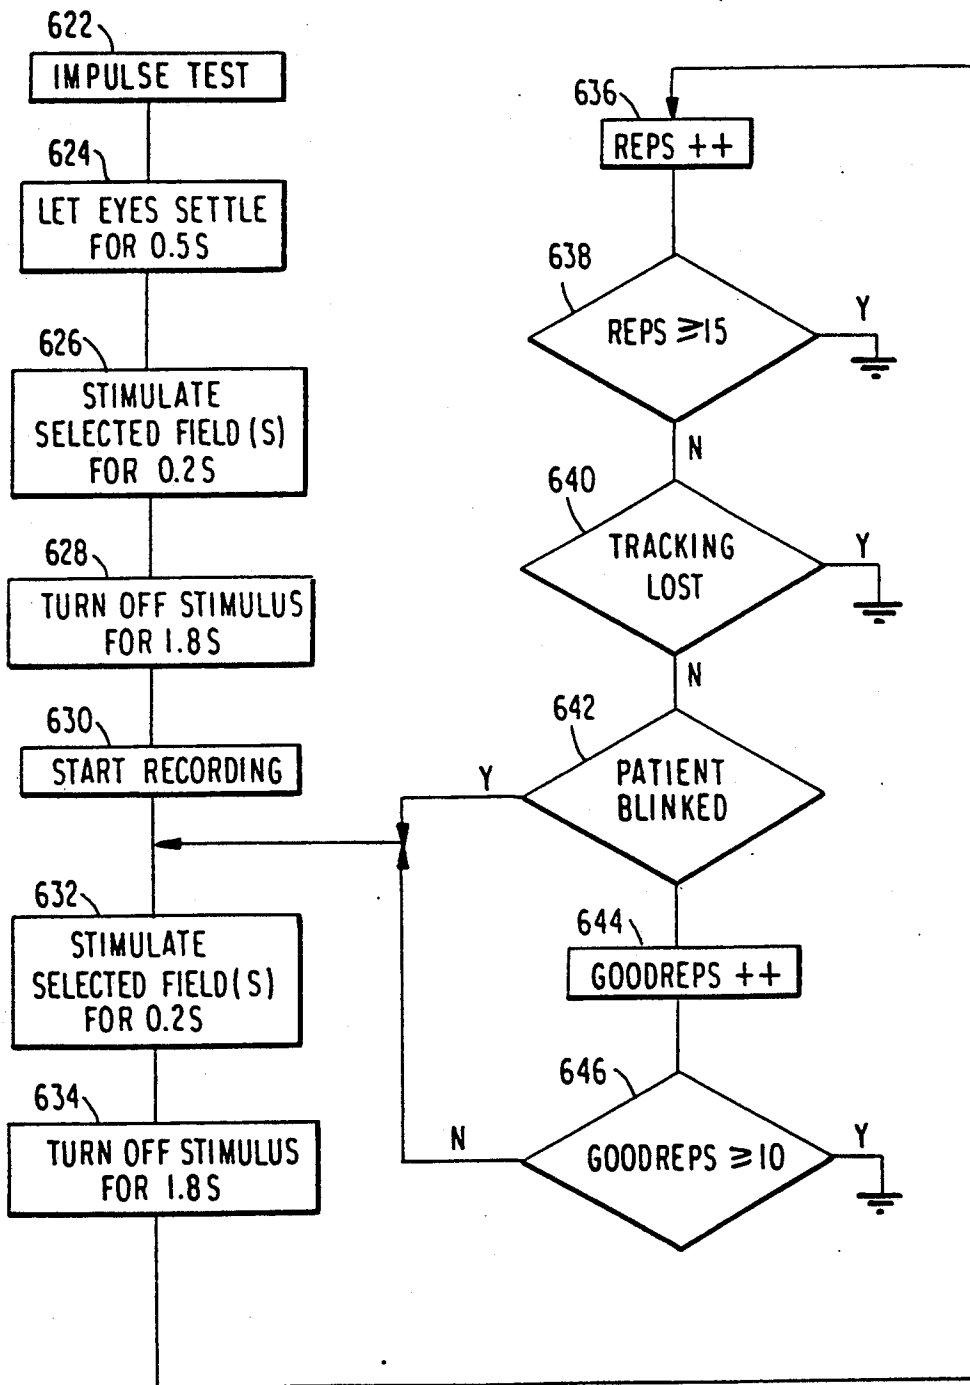 622
IMPULSE TEST
624
LET EYES SETTLE
FOR 0.5S
626
STIMULATE
SELECTED FIELD(S)
FOR 0.2S
628
TURN OFF STIMULUS
FOR 1.8S
630
START RECORDING
632
STIMULATE
SELECTED FIELD(S)
FOR 0.2S
634
TURN OFF STIMULUS
FOR 1.8S
636
REPS ++
638
REPS ≥15
Y
N
640
TRACKING
LOST
Y
N
642
PATIENT
BLINKED
Y
644
GOODREPS ++
646
GOODREPS ≥10
N
Y